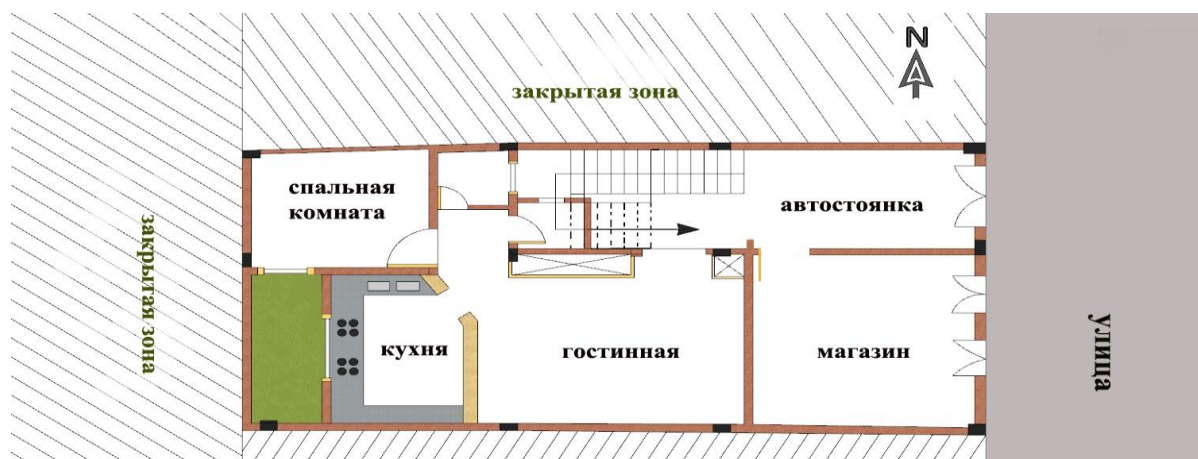 N
закрытая зона
спальная
комната
автостоянка
закрытая зона
кухня
гостинная
магазин
улица